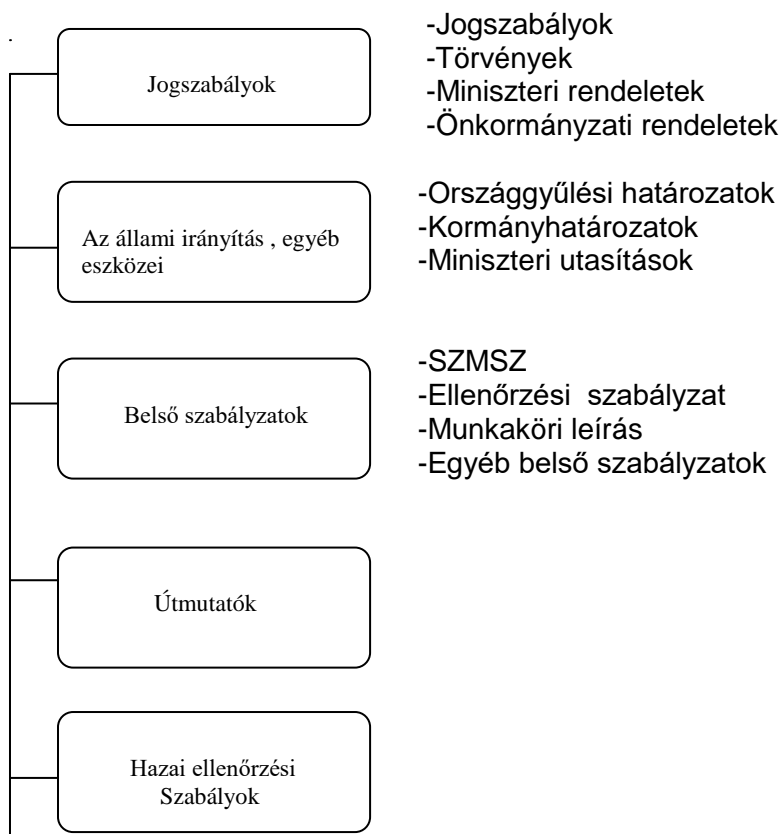 .
Jogszabályok
-Jogszabályok
-Törvények
-Miniszteri rendeletek
-Önkormányzati rendeletek
Az állami irányítás , egyéb
eszközei
-Országgyűlési határozatok
-Kormányhatározatok
-Miniszteri utasítások
Belső szabályzatok
-SZMSZ
-Ellenőrzési  szabályzat
-Munkaköri leírás
-Egyéb belső szabályzatok
Útmutatók
Hazai ellenőrzési
Szabályok